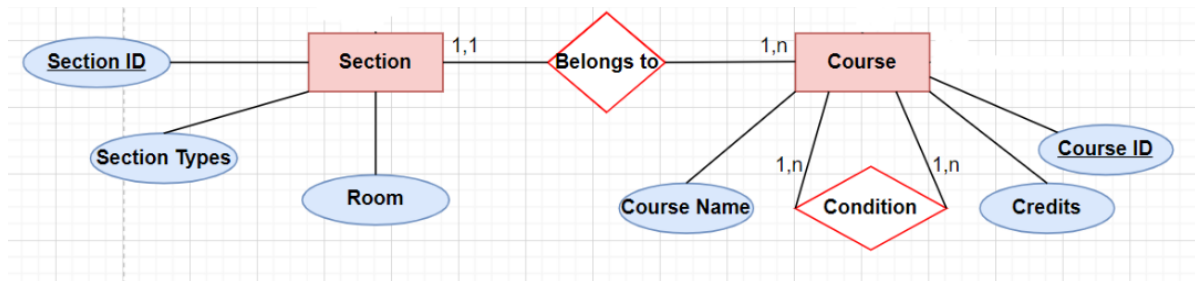 Section ID
Section
1,1
Belongs to
1,n
Course
Section Types
Room
Course Name
1,n
Condition
1,n
Credits
Course ID